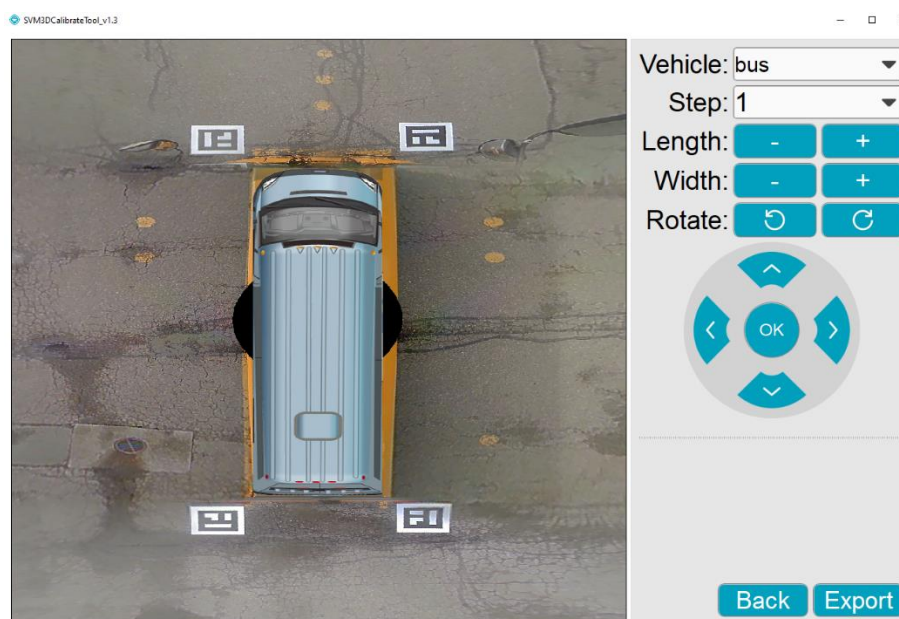 SVM3DCalibrateTool_v1.3
Vehicle: bus
Step: 1
Length: - +
Width: - +
Rotate:
OK
Back Export